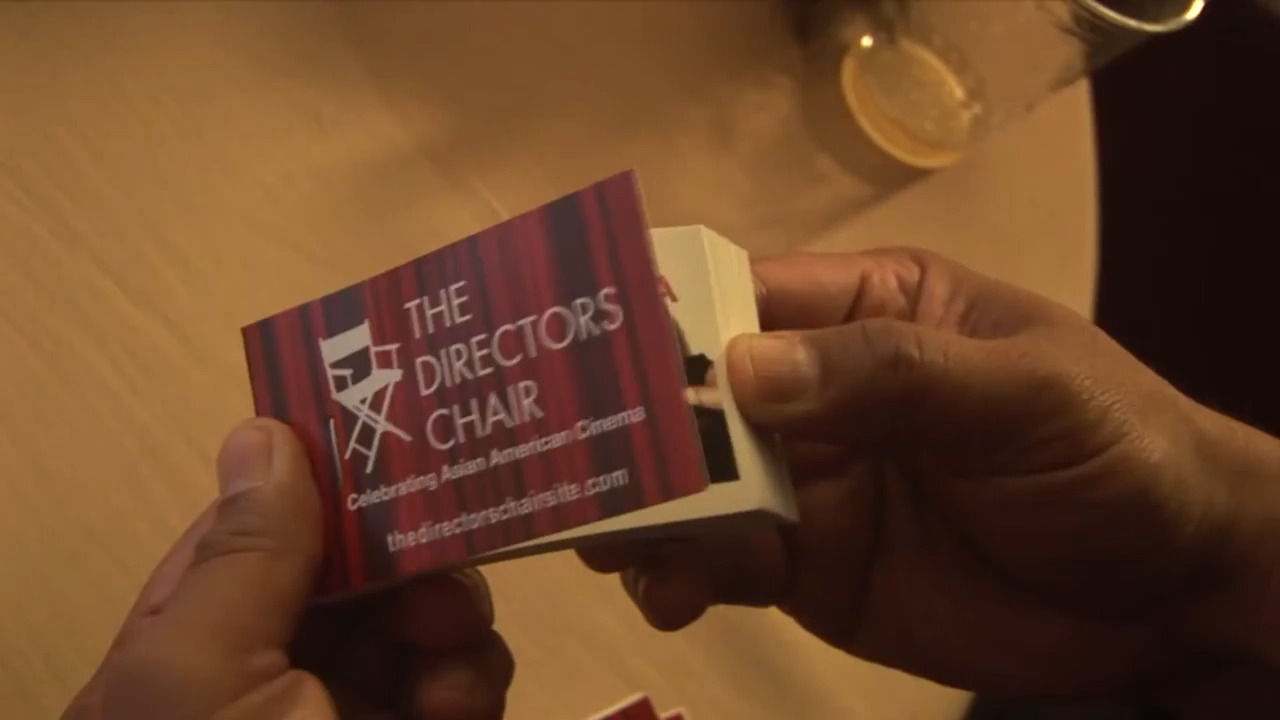 THE
DIRECTORS
CHAIR
Celebrating Asian American Cinema
thedirectorschairsite.com